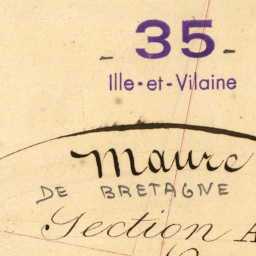 - 35 -
Ille-et-Vilaine
Maure
DE BRETAGNE
Section A